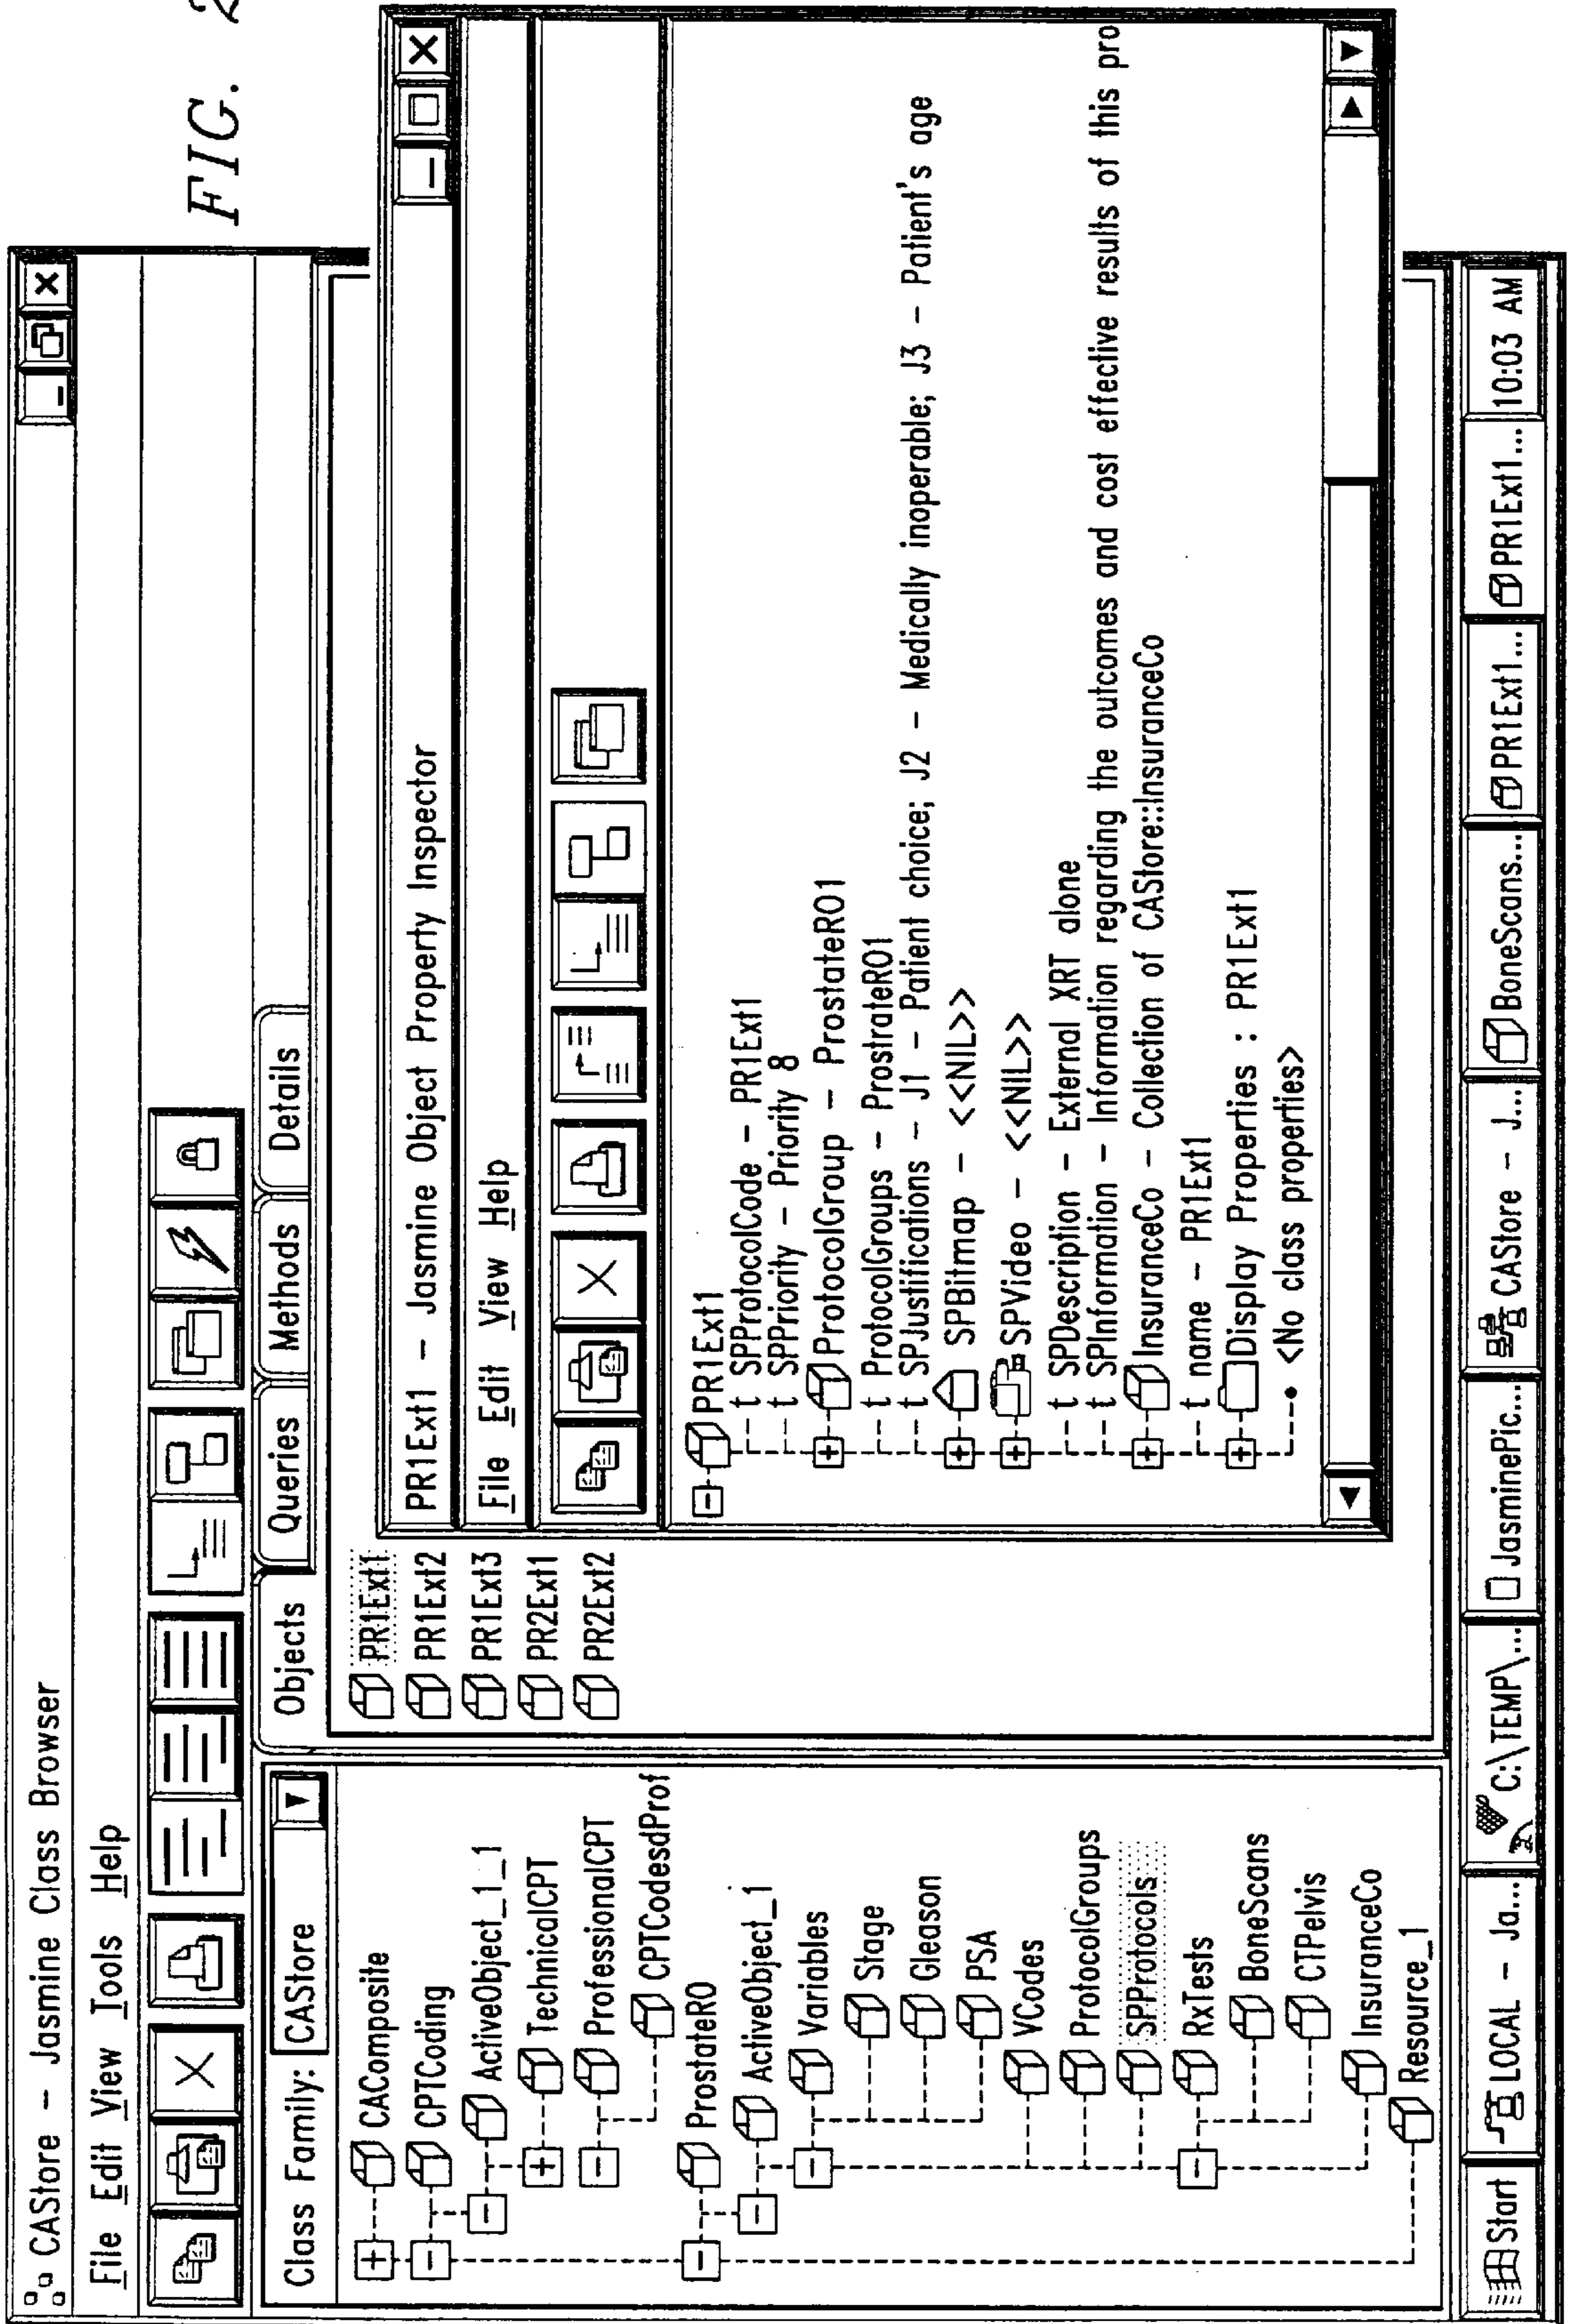 FIG. 2
CAStore - Jasmine Class Browser
File Edit View Tools Help
Class Family: CAStore
CAComposite
CPTCoding
ActiveObject_1_1
TechnicalCPT
ProfessionalCPT
CPTCodesdProf
ProstateRO
ActiveObject_1
Variables
Stage
Gleason
PSA
VCodes
ProtocolGroups
SPProtocols
RxTests
BoneScans
CTPelvis
InsuranceCo
Resource_1
Objects Queries Methods Details
PR1Ext1
PR1Ext2
PR1Ext3
PR2Ext1
PR2Ext2
PR1Ext1 - Jasmine Object Property Inspector
File Edit View Help
PR1Ext1
t SPProtocolCode - PR1Ext1
t SPPriority - Priority 8
ProtocolGroup - ProstateRO1
t ProtocolGroups - ProstrateRO1
t SPJustifications - J1 - Patient choice; J2 - Medically inoperable; J3 - Patient's age
SPBitmap - <<NIL>>
SPVideo - <<NIL>>
t SPDescription - External XRT alone
t SPInformation - Information regarding the outcomes and cost effective results of this pro
InsuranceCo - Collection of CAStore::InsuranceCo
t name - PR1Ext1
Display Properties : PR1Ext1
<No class properties>
Start LOCAL - Ja... C:\TEMP\... JasminePic... CAStore - J... BoneScans... PR1Ext1... PR1Ext1... 10:03 AM